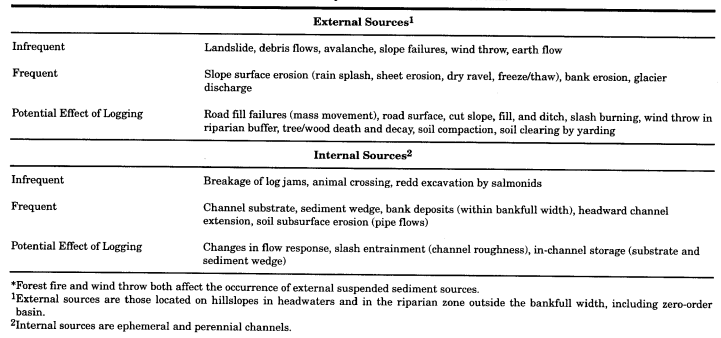 External Sources1
Infrequent Landslide, debris flows, avalanche, slope failures, wind throw, earth flow
Frequent Slope surface erosion (rain splash, sheet erosion, dry ravel, freeze/thaw), bank erosion, glacier
discharge
Potential Effect of Logging Road fill failures (mass movement), road surface, cut slope, fill, and ditch, slash burning, wind throw in
riparian buffer, tree/wood death and decay, soil compaction, soil clearing by yarding
Internal Sources2
Infrequent Breakage of log jams, animal crossing, redd excavation by salmonids
Frequent Channel substrate, sediment wedge, bank deposits (within bankfull width), headward channel
extension, soil subsurface erosion (pipe flows)
Potential Effect of Logging Changes in flow response, slash entrainment (channel roughness), in-channel storage (substrate and
sediment wedge)
*Forest fire and wind throw both affect the occurrence of external suspended sediment sources.
1External sources are those located on hillslopes in headwaters and in the riparian zone outside the bankfull width, including zero-order
basin.
2Internal sources are ephemeral and perennial channels.